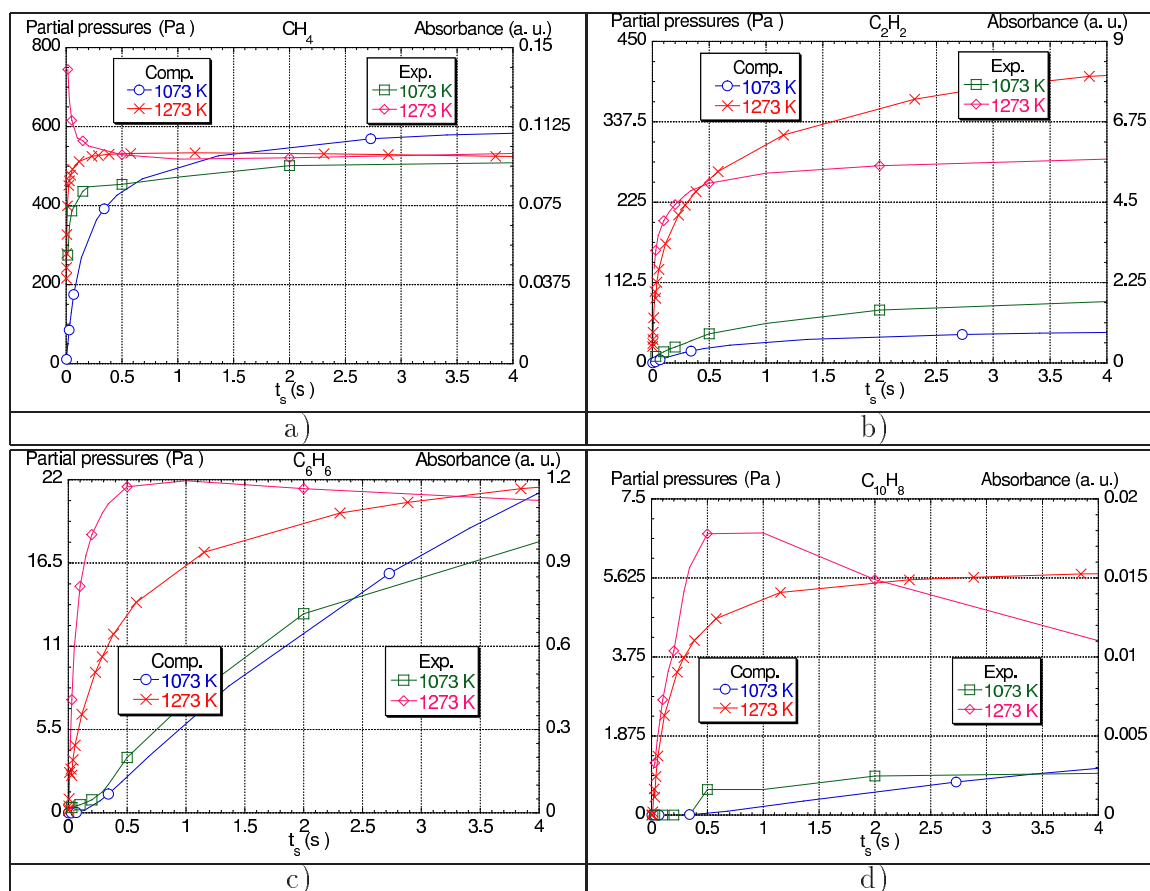 Partial pressures (Pa) CH4 Absorbance (a. u.)
800 0.15
Comp. Exp.
1073 K 1073 K
1273 K 1273 K
600 0.1125
400 0.075
200 0.0375
0 0
0 0.5 1 1.5 2 2.5 3 3.5 4
ts (s)
a)
Partial pressures (Pa) C2H2 Absorbance (a. u.)
450 9
Comp. Exp.
1073 K 1073 K
1273 K 1273 K
337.5 6.75
225 4.5
112.5 2.25
0 0
0 0.5 1 1.5 2 2.5 3 3.5 4
ts (s)
b)
Partial pressures (Pa) C6H6 Absorbance (a. u.)
22 1.2
16.5 0.9
11 0.6
Comp. Exp.
1073 K 1073 K
1273 K 1273 K
5.5 0.3
0 0
0 0.5 1 1.5 2 2.5 3 3.5 4
ts (s)
c)
Partial pressures (Pa) C10H8 Absorbance (a. u.)
7.5 0.02
5.625 0.015
3.75 0.01
Comp. Exp.
1073 K 1073 K
1273 K 1273 K
1.875 0.005
0 0
0 0.5 1 1.5 2 2.5 3 3.5 4
ts (s)
d)